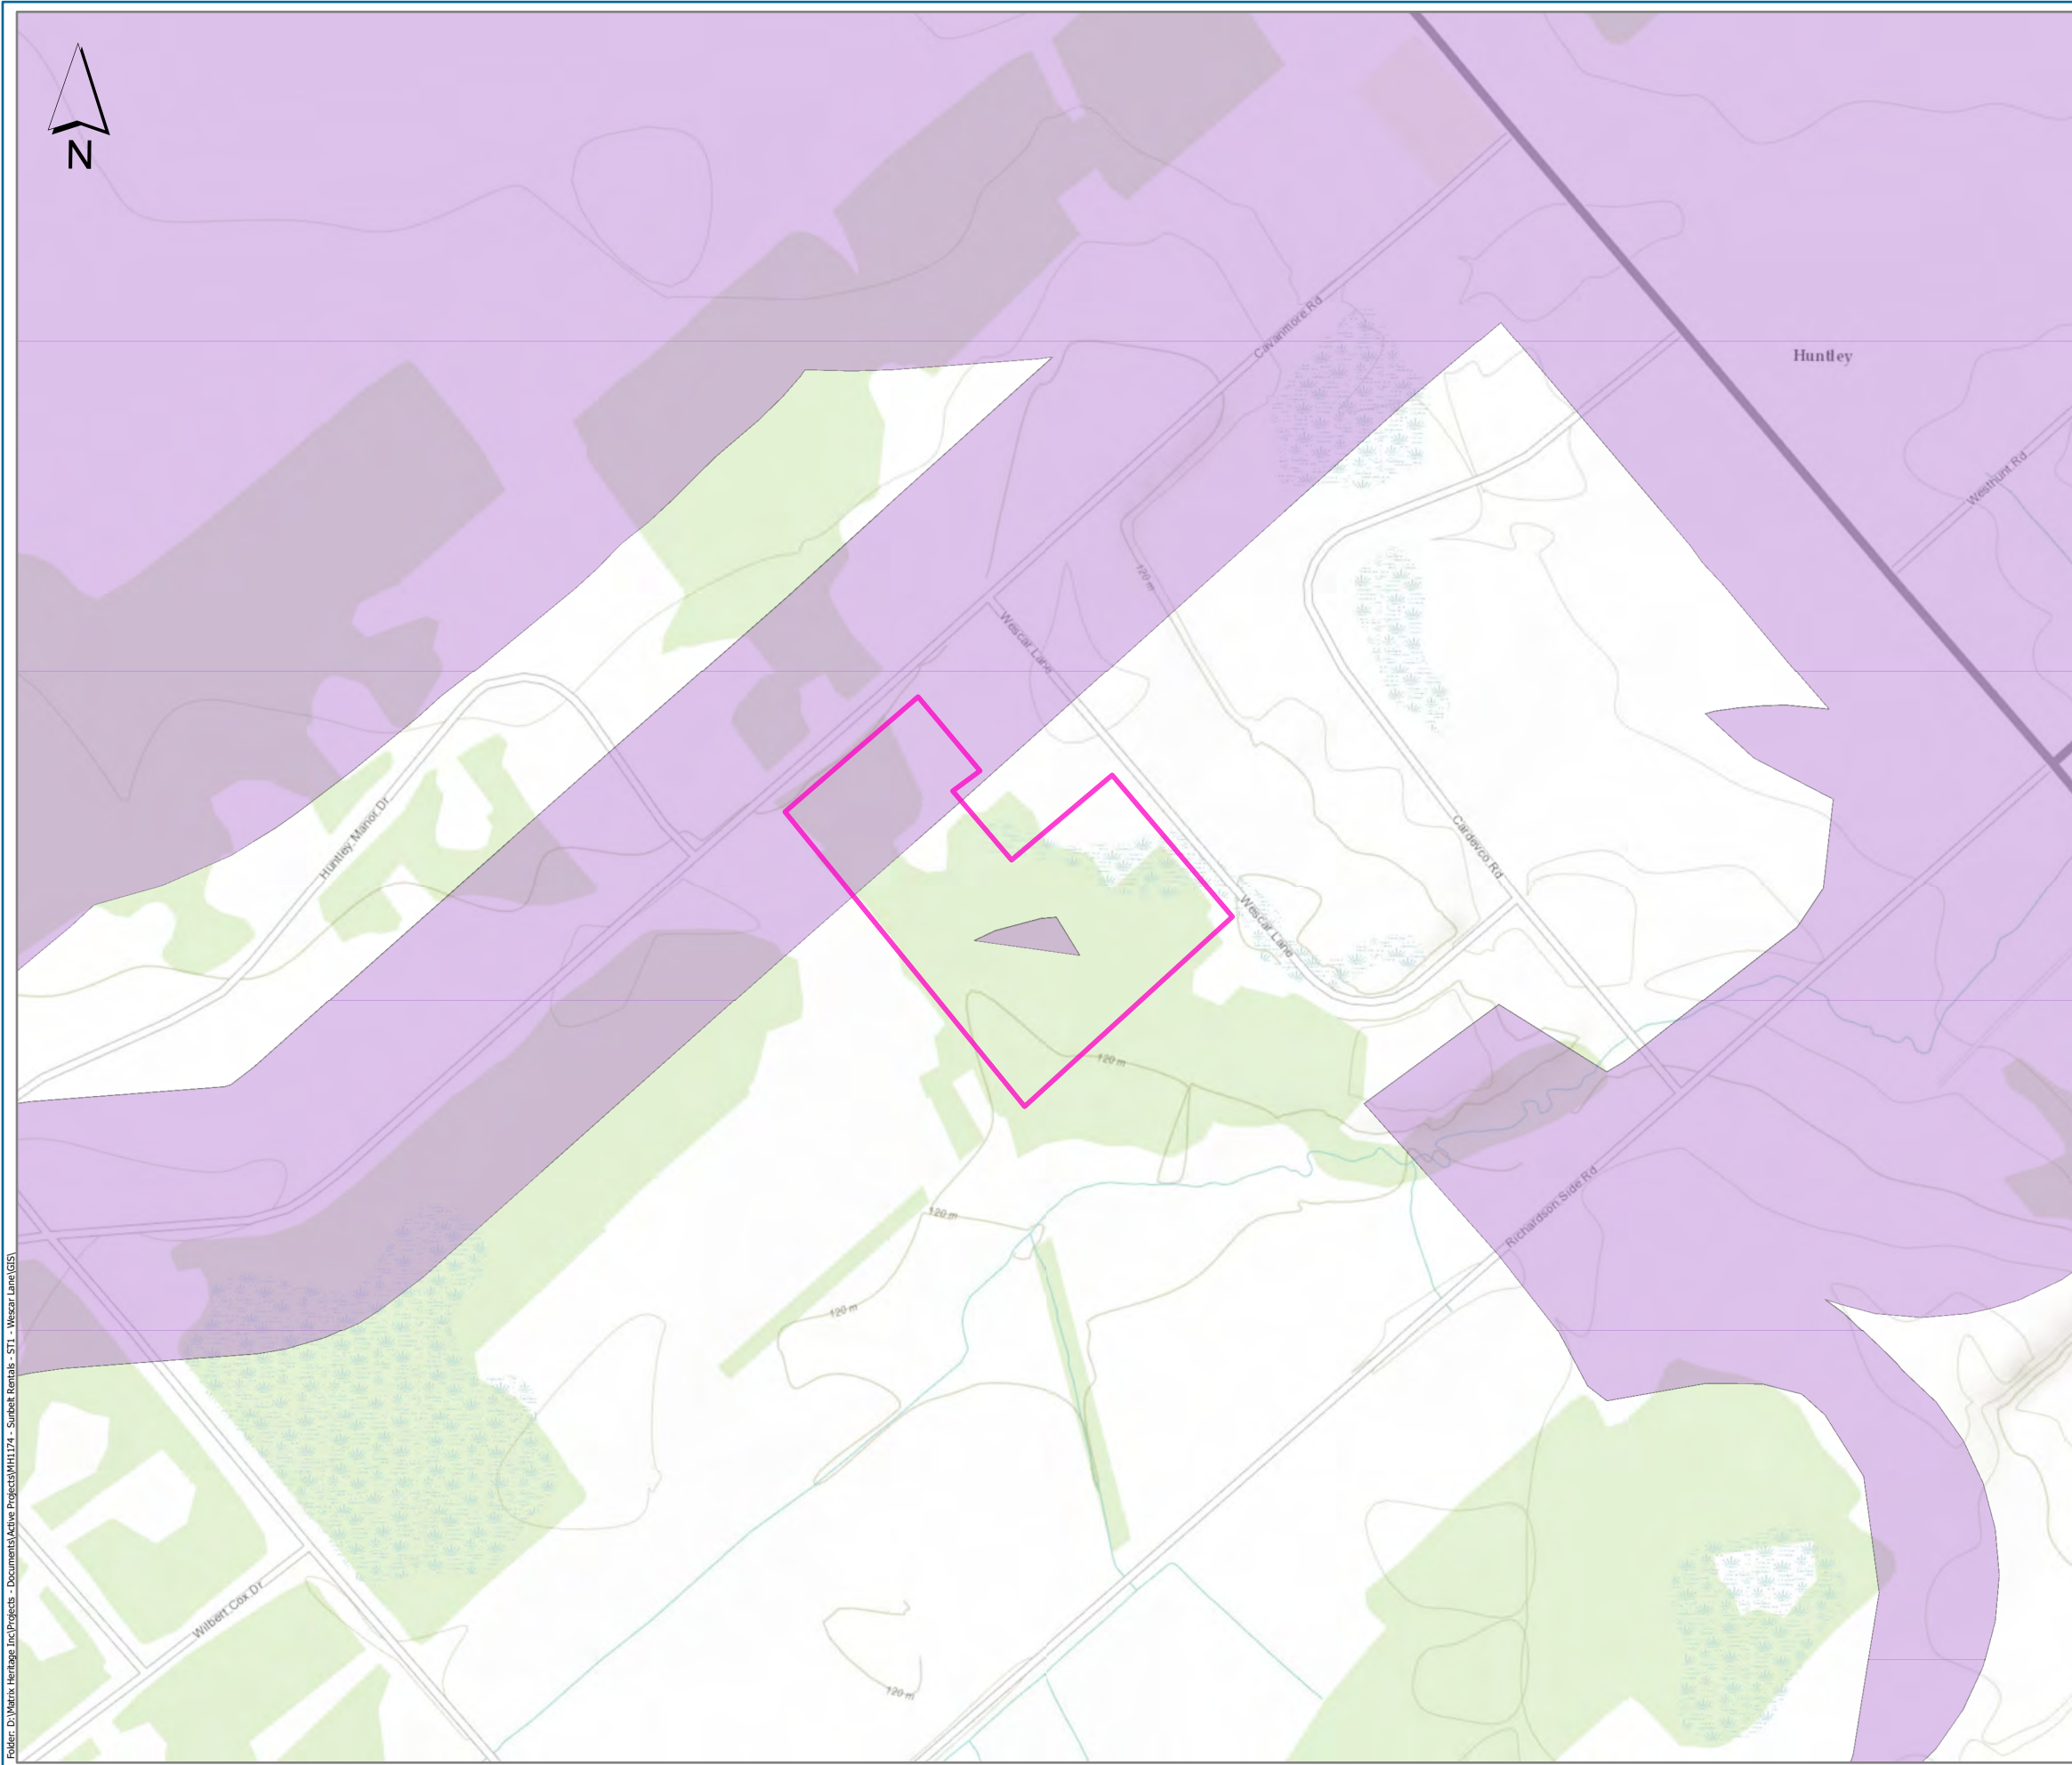 N
Cavanmore Rd
Huntley
Westhunt Rd
120 m
Wescar Lane
Huntley Manor Dr
Cardevco Rd
Wescar Lane
120 m
Richardson Side Rd
120 m
120 m
Wilbert Cox Dr
120 m
Folder: D:\Matrix Heritage Inc\Projects - Documents\Active Projects\MH1174 - Sunbelt Rentals - ST1 - Wescar Lane\GIS\